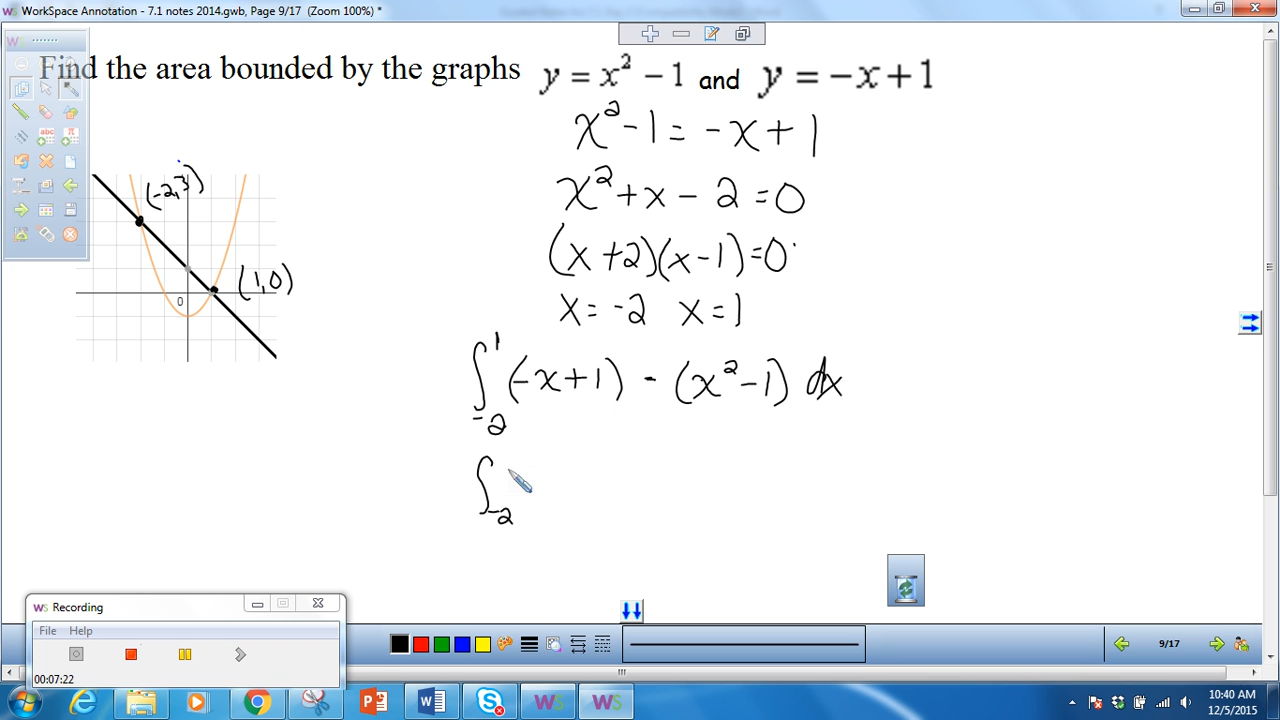 WorkSpace Annotation - 7.1 notes 2014.gwb, Page 9/17 (Zoom 100%) *
Find the area bounded by the graphs y = x² − 1 and y = −x + 1
x² - 1 = -x + 1
x² + x - 2 = 0
(x + 2)(x - 1) = 0
x = -2 x = 1
(-2, 3)
(1, 0)
0
∫₋₂¹ (-x + 1) - (x² - 1) dx
∫₋₂
WS Recording
File Help
00:07:22
9/17
10:40 AM
12/5/2015